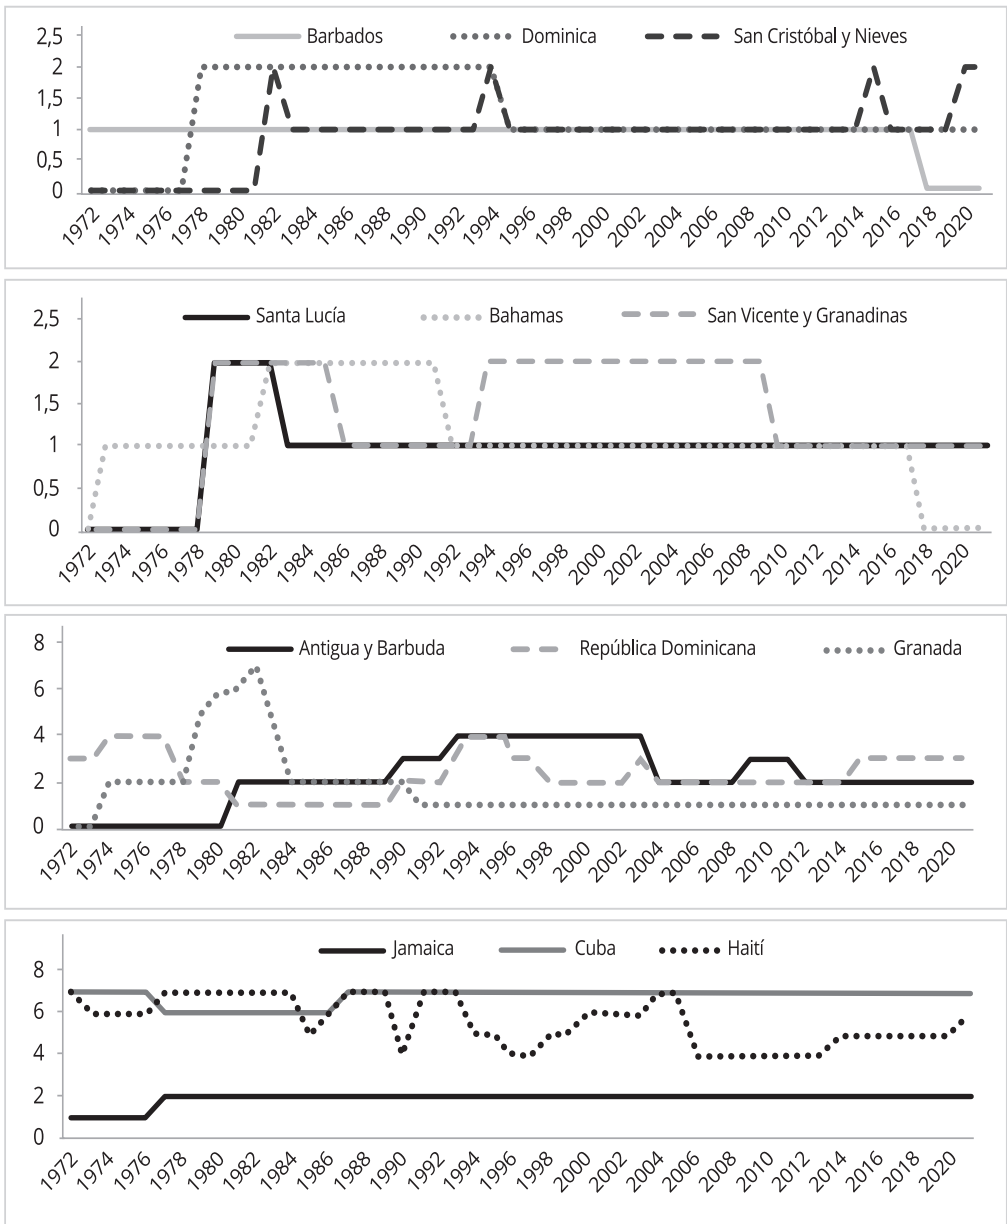 2,5
Barbados Dominica San Cristóbal y Nieves
2
1,5
1
0,5
0
1972 1974 1976 1978 1980 1982 1984 1986 1988 1990 1992 1994 1996 1998 2000 2002 2004 2006 2008 2010 2012 2014 2016 2018 2020
2,5
Santa Lucía Bahamas San Vicente y Granadinas
2
1,5
1
0,5
0
1972 1974 1976 1978 1980 1982 1984 1986 1988 1990 1992 1994 1996 1998 2000 2002 2004 2006 2008 2010 2012 2014 2016 2018 2020
8
Antigua y Barbuda República Dominicana Granada
6
4
2
0
1972 1974 1976 1978 1980 1982 1984 1986 1988 1990 1992 1994 1996 1998 2000 2002 2004 2006 2008 2010 2012 2014 2016 2018 2020
Jamaica Cuba Haití
8
6
4
2
0
1972 1974 1976 1978 1980 1982 1984 1986 1988 1990 1992 1994 1996 1998 2000 2002 2004 2006 2008 2010 2012 2014 2016 2018 2020